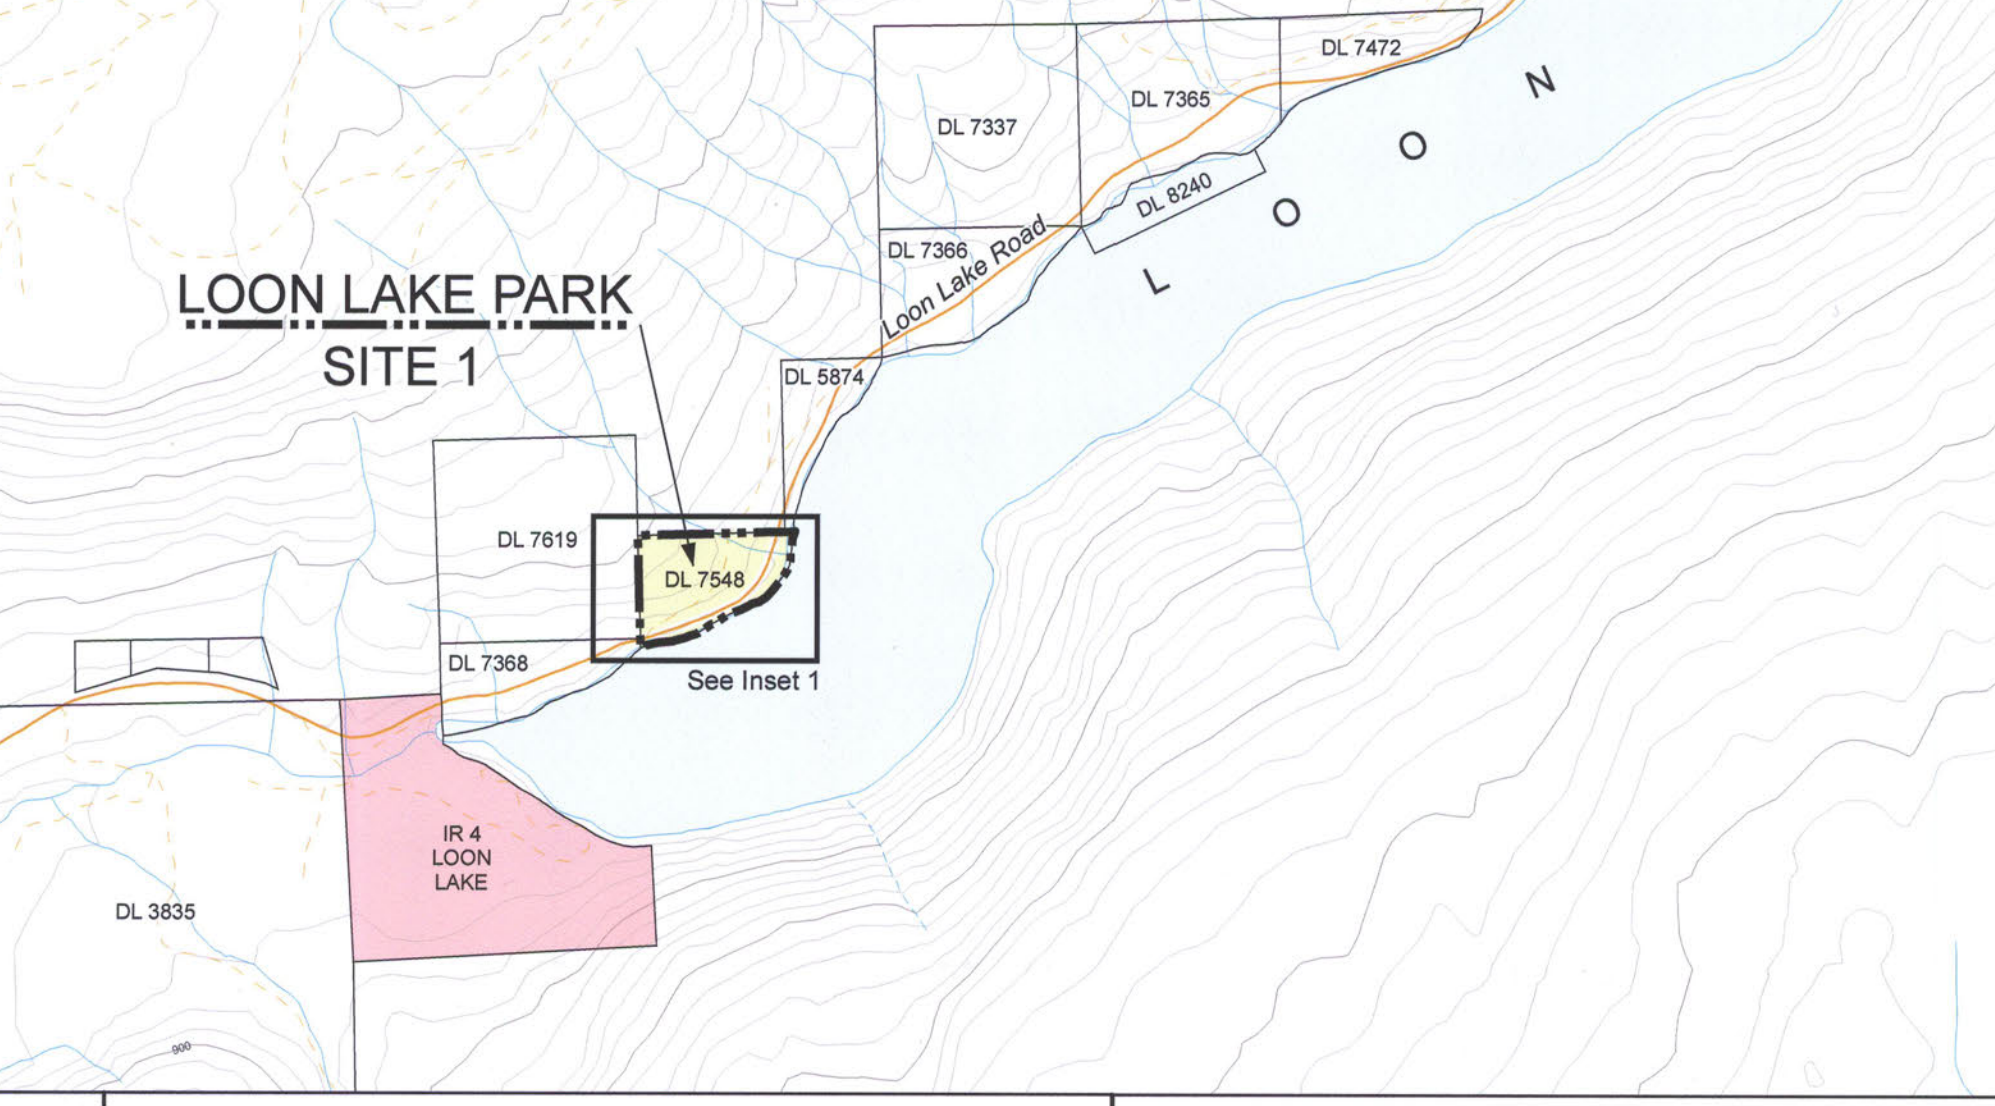 DL 7472
N
DL 7365
DL 7337
O
DL 8240
O
DL 7366
Loon Lake Road
L
LOON LAKE PARK
SITE 1
DL 5874
DL 7619
DL 7548
DL 7368
See Inset 1
IR 4
LOON
LAKE
DL 3835
900